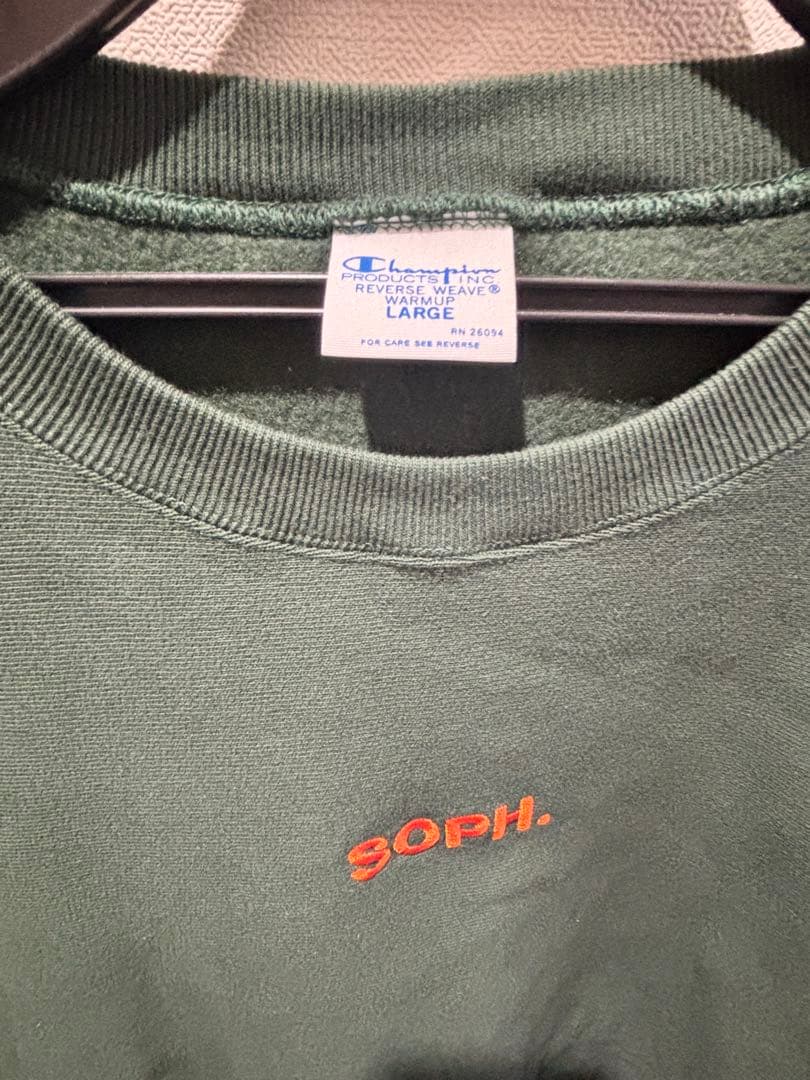 Champion
PRODUCTS INC.
REVERSE WEAVE®
WARMUP
LARGE
RN 26094
FOR CARE SEE REVERSE
SOPH.